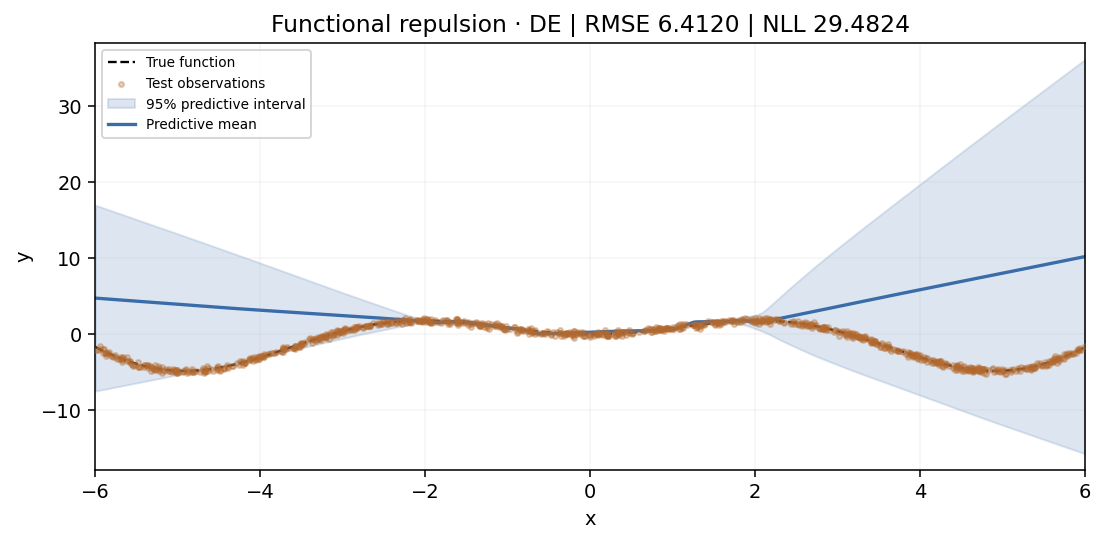 Functional repulsion · DE | RMSE 6.4120 | NLL 29.4824
True function
Test observations
95% predictive interval
Predictive mean
y
30
20
10
0
−10
−6
−4
−2
0
2
4
6
x